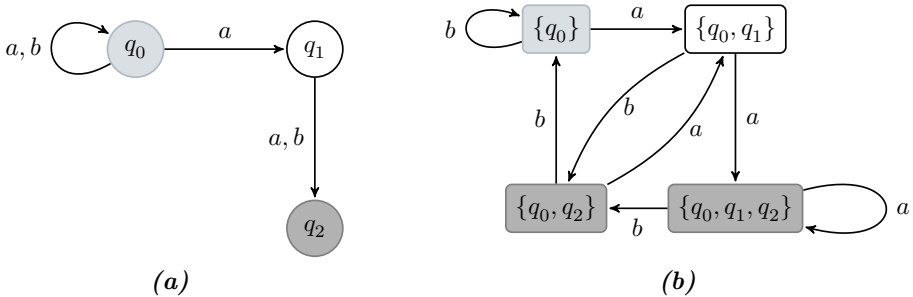 a
a
b
a, b
q₀
q₁
{q₀}
{q₀, q₁}
b
a, b
b
a
a
q₂
{q₀, q₂}
{q₀, q₁, q₂}
a
b
(a)
(b)